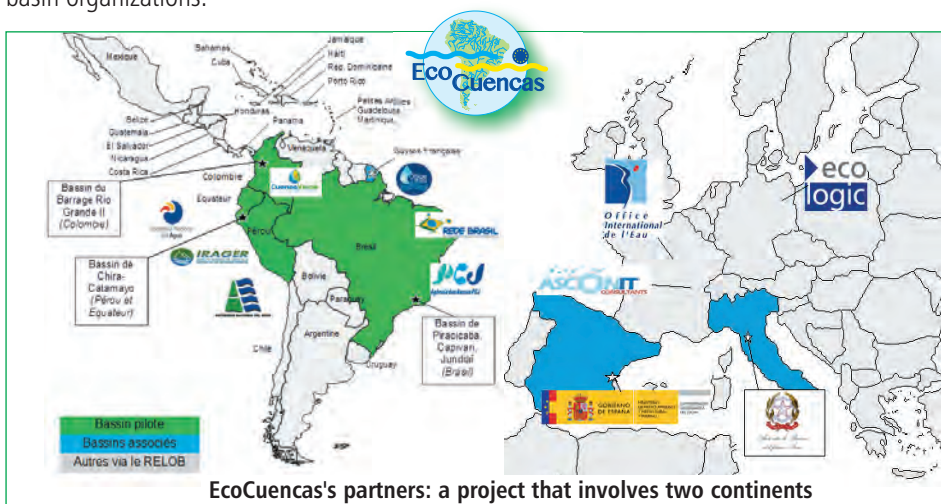 basin organizations.
Eco
Cuencas
Mexique
Bahamas
Cuba
Jamaïque
Haïti
Rép. Dominicaine
Porto Rico
Belize
Guatemala
El Salvador
Nicaragua
Costa Rica
Honduras
Panama
Petites Antilles
Guadeloupe
Martinique,
Venezuela
Guyane Française
Colombie
Equateur
Pérou
Brésil
Bolivie
Paraguay
Argentine
Chili
Uruguay
Bassin du
Barrage Rio
Grande II
(Colombie)
Bassin de
Chira-
Catamayo
(Pérou et
Equateur)
Bassin de
Piracicaba,
Capivari,
Jundiaí
(Brésil)
IRAGER
REDE BRASIL
PCJ
Office
International
de l'Eau
eco
logic
ASCONIT
CONSULTANTS
GOBIERNO
DE ESPAÑA
Bassin pilote
Bassins associés
Autres via le RELOB
EcoCuencas's partners: a project that involves two continents